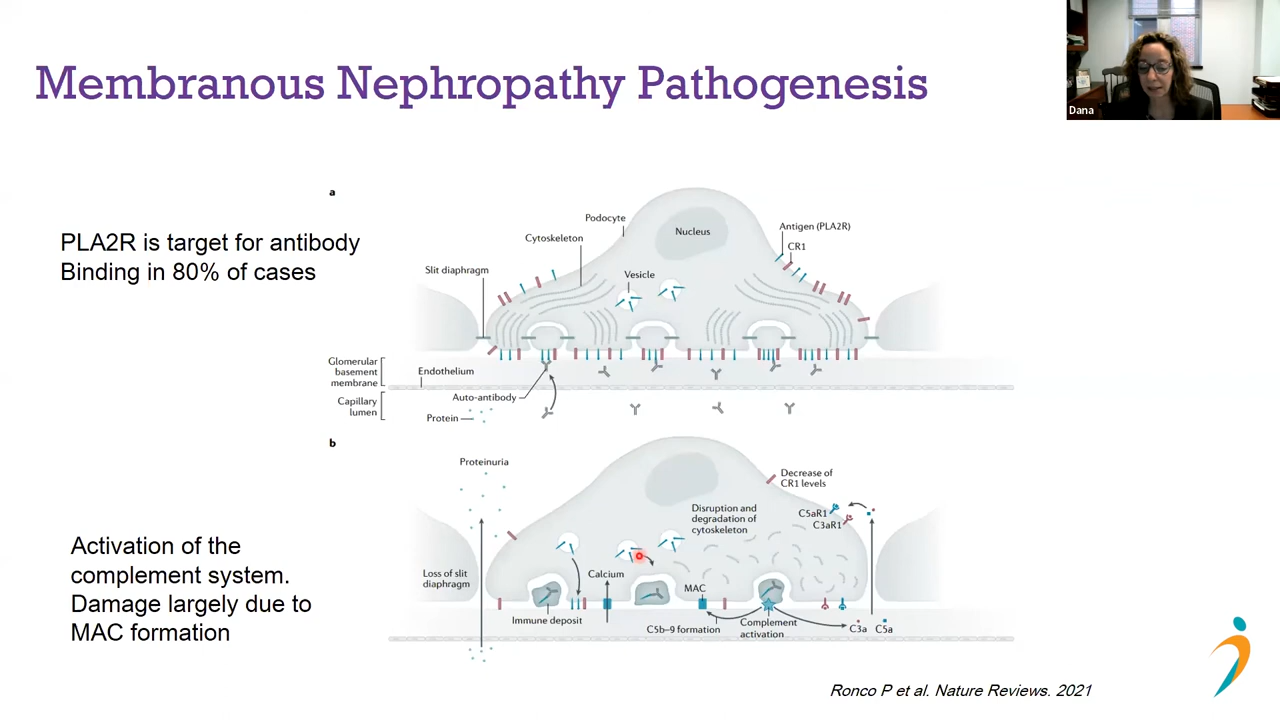 Membranous Nephropathy Pathogenesis
Dana
PLA2R is target for antibody
Binding in 80% of cases
a
Podocyte
Nucleus
Antigen (PLA2R)
CR1
Cytoskeleton
Slit diaphragm
Vesicle
Glomerular
basement
membrane
Endothelium
Capillary
lumen
Auto-antibody
Protein
b
Proteinuria
Decrease of
CR1 levels
Disruption and
degradation of
cytoskeleton
C5aR1
C3aR1
Loss of slit
diaphragm
Calcium
MAC
Immune deposit
C5b-9 formation
Complement
activation
C3a
C5a
Activation of the
complement system.
Damage largely due to
MAC formation
Ronco P et al. Nature Reviews. 2021